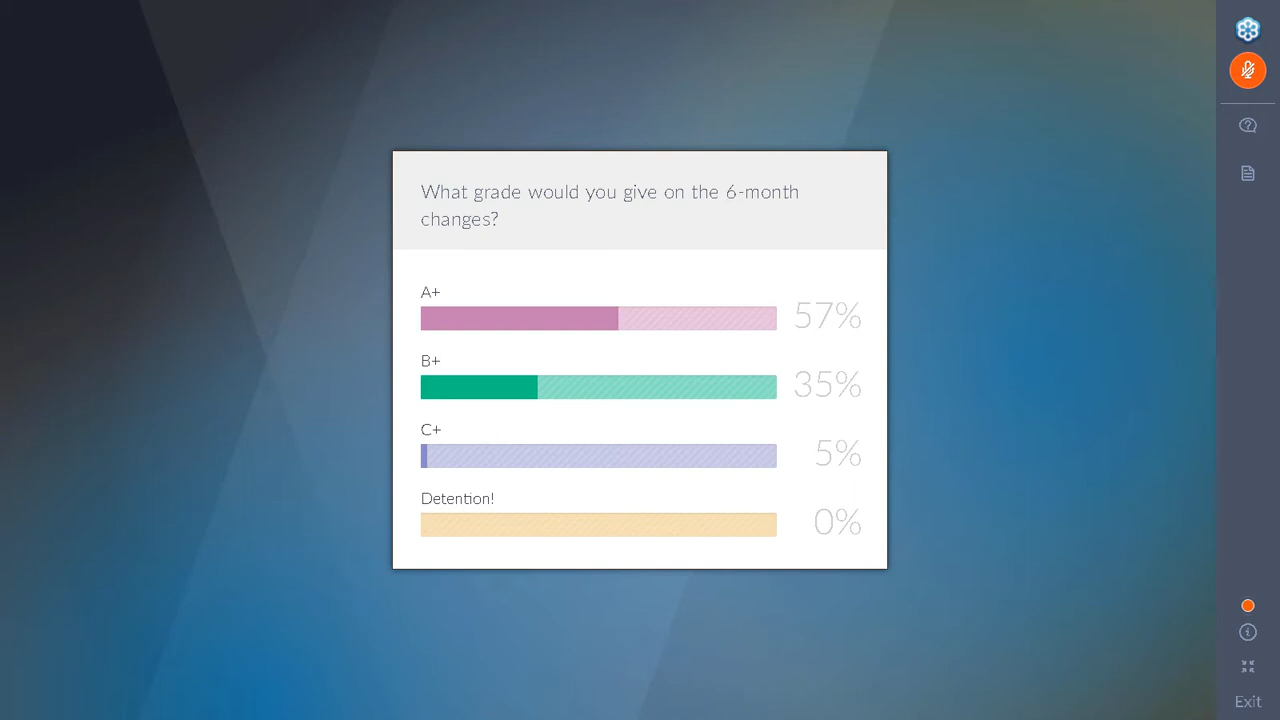 What grade would you give on the 6-month
changes?
A+
57%
B+
35%
C+
5%
Detention!
0%
Exit